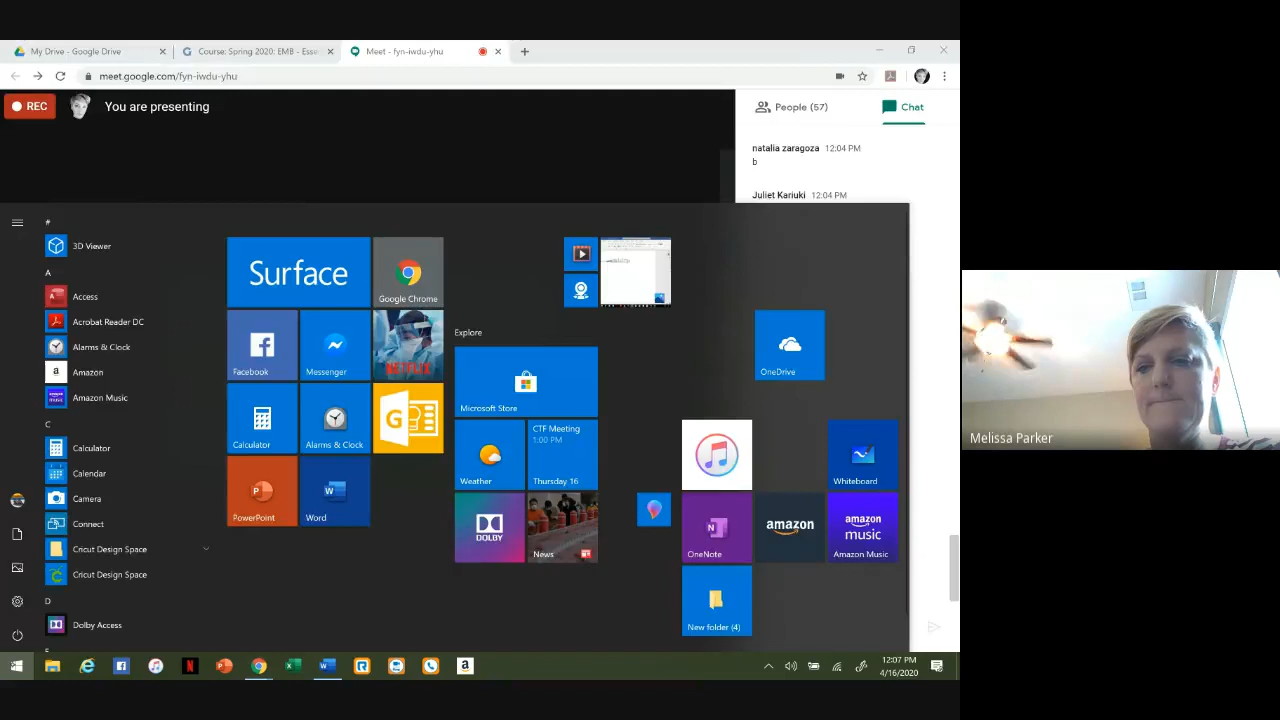 My Drive - Google Drive
Course: Spring 2020: EMB - Esse
Meet - fyn-iwdu-yhu
meet.google.com/fyn-iwdu-yhu
REC
You are presenting
People (57)
Chat
natalia zaragoza 12:04 PM
b
Juliet Kariuki 12:04 PM
#
3D Viewer
A
Access
Acrobat Reader DC
Alarms & Clock
Amazon
Amazon Music
C
Calculator
Calendar
Camera
Connect
Cricut Design Space
Cricut Design Space
D
Dolby Access
Surface
Google Chrome
Facebook
Messenger
NETFLIX
Calculator
Alarms & Clock
G
PowerPoint
Word
Explore
Microsoft Store
Weather
CTF Meeting
1:00 PM
Thursday 16
DOLBY
News
OneDrive
Whiteboard
OneNote
amazon
amazon music
Amazon Music
New folder (4)
Melissa Parker
12:07 PM
4/16/2020